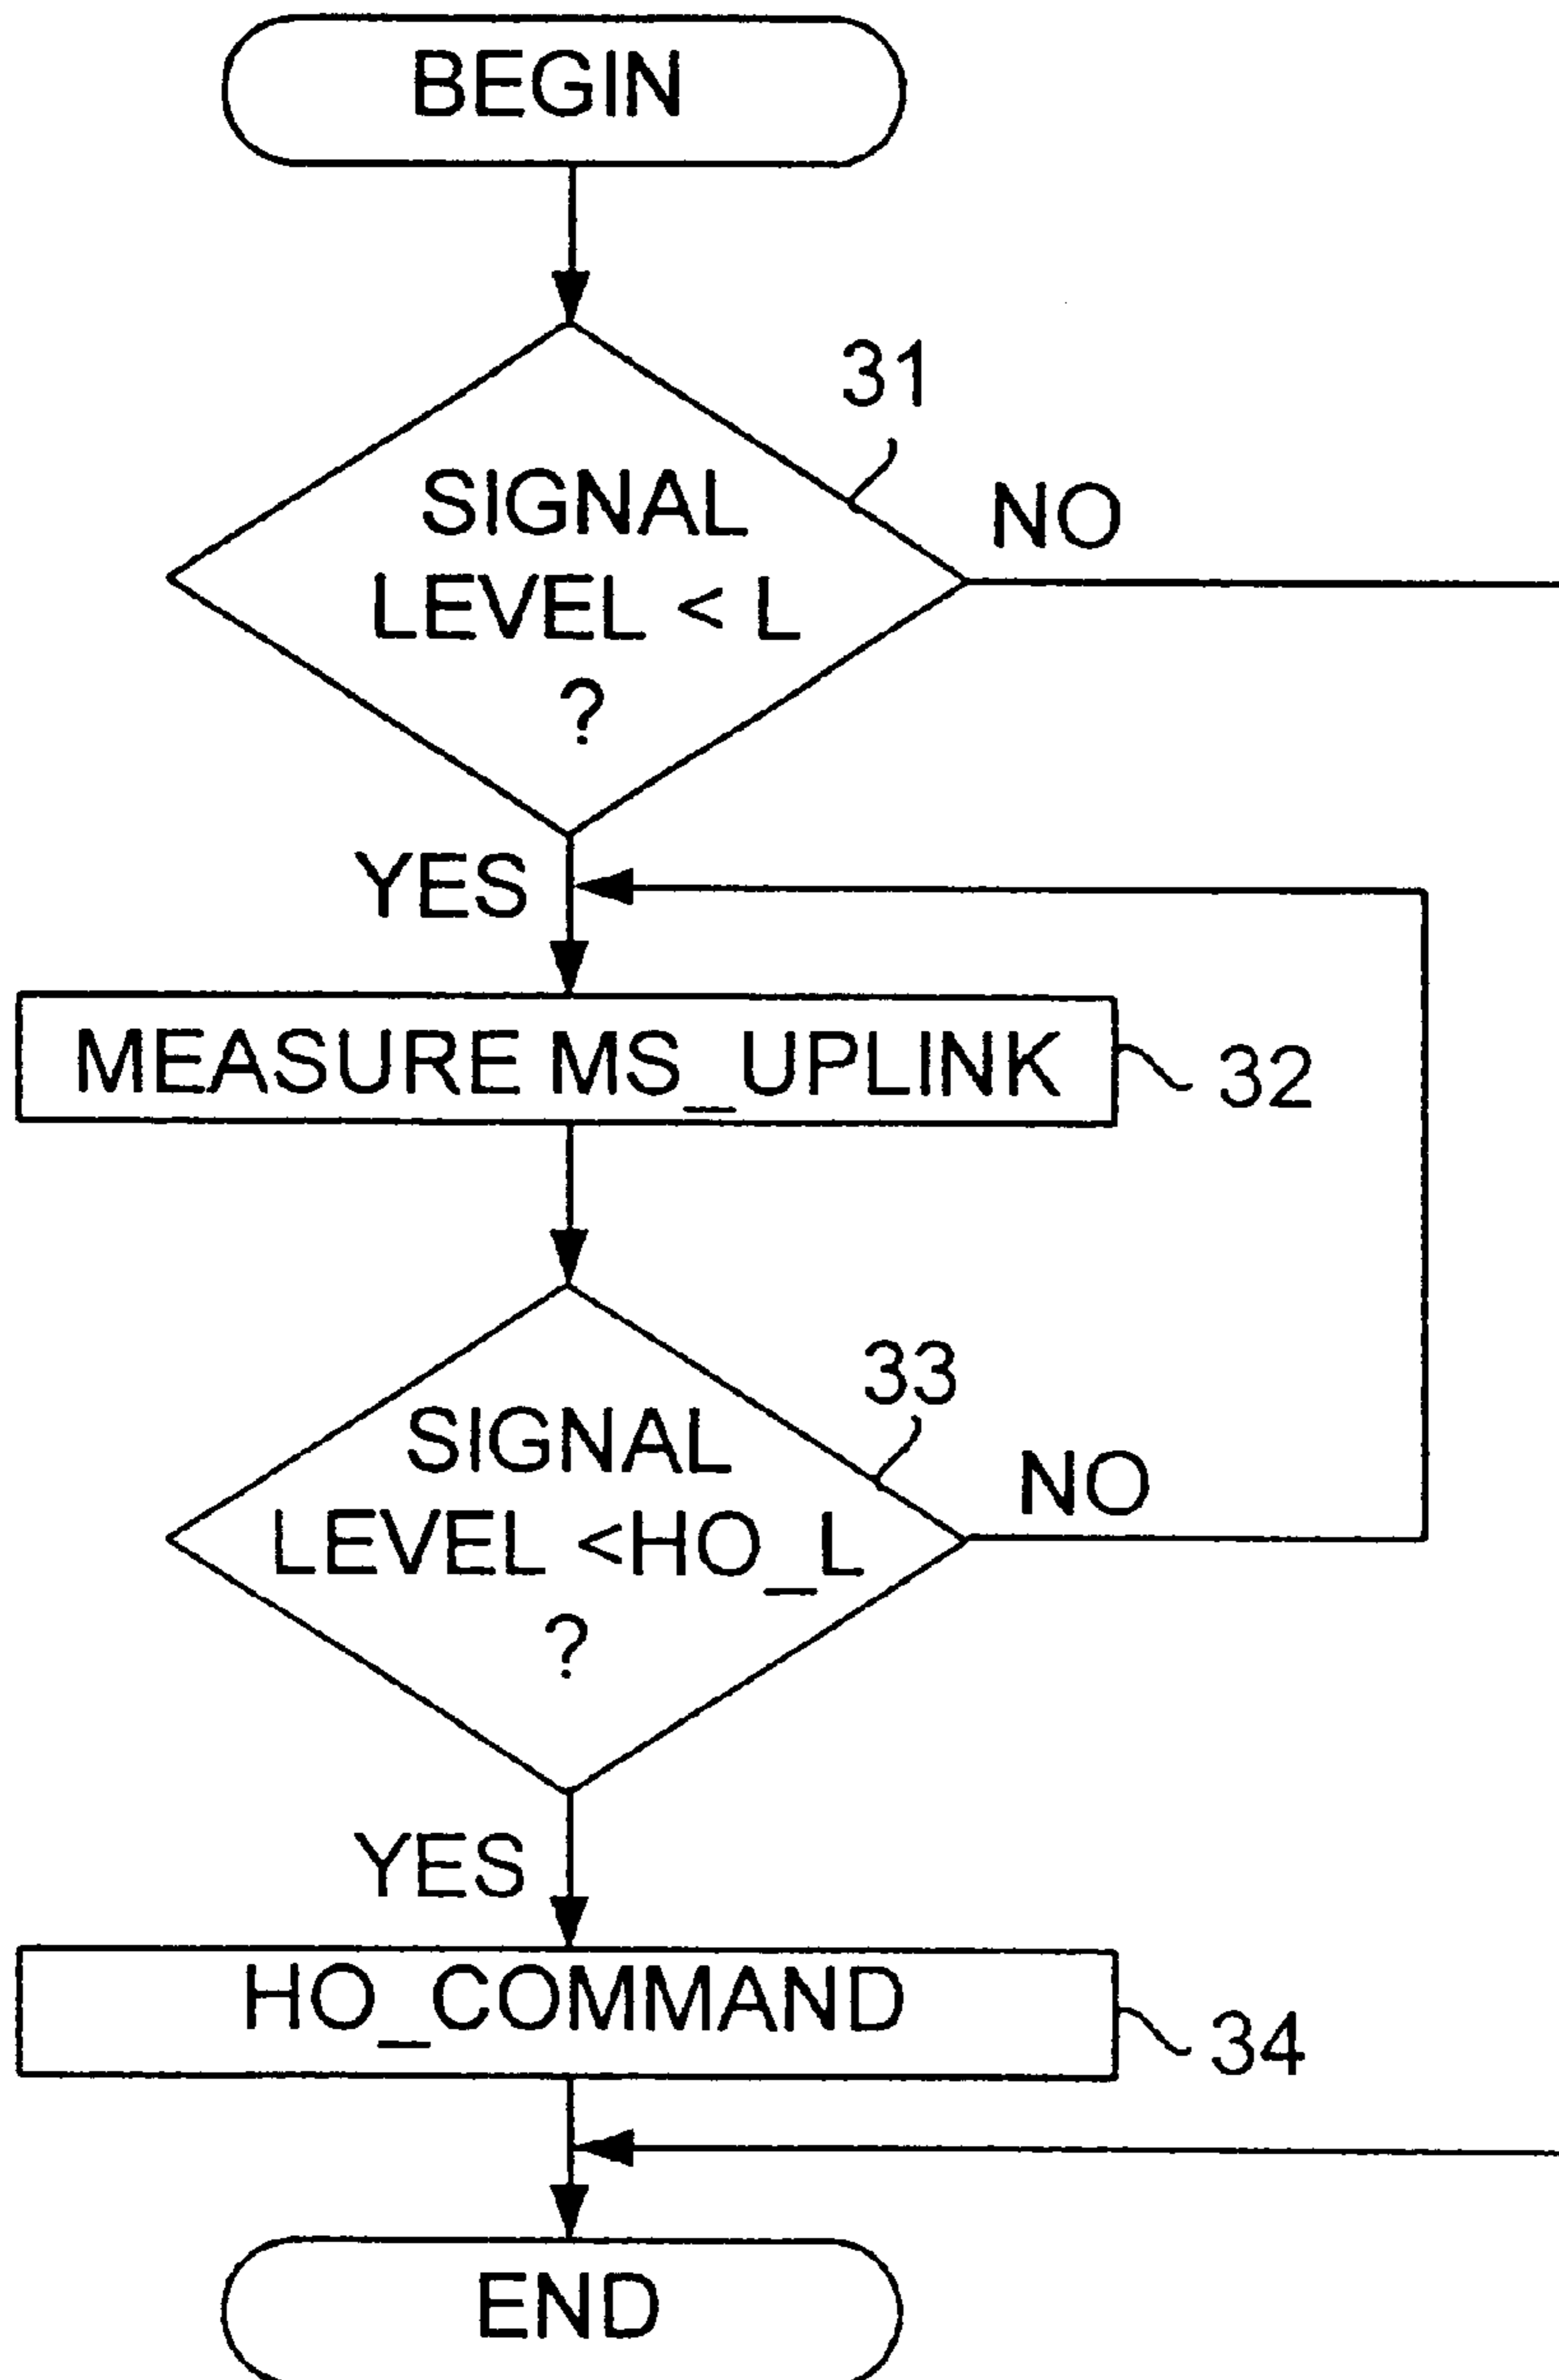 BEGIN
31
SIGNAL
LEVEL < L
?
NO
YES
MEASURE MS_UPLINK
32
33
SIGNAL
LEVEL <HO_L
?
NO
YES
HO_COMMAND
34
END